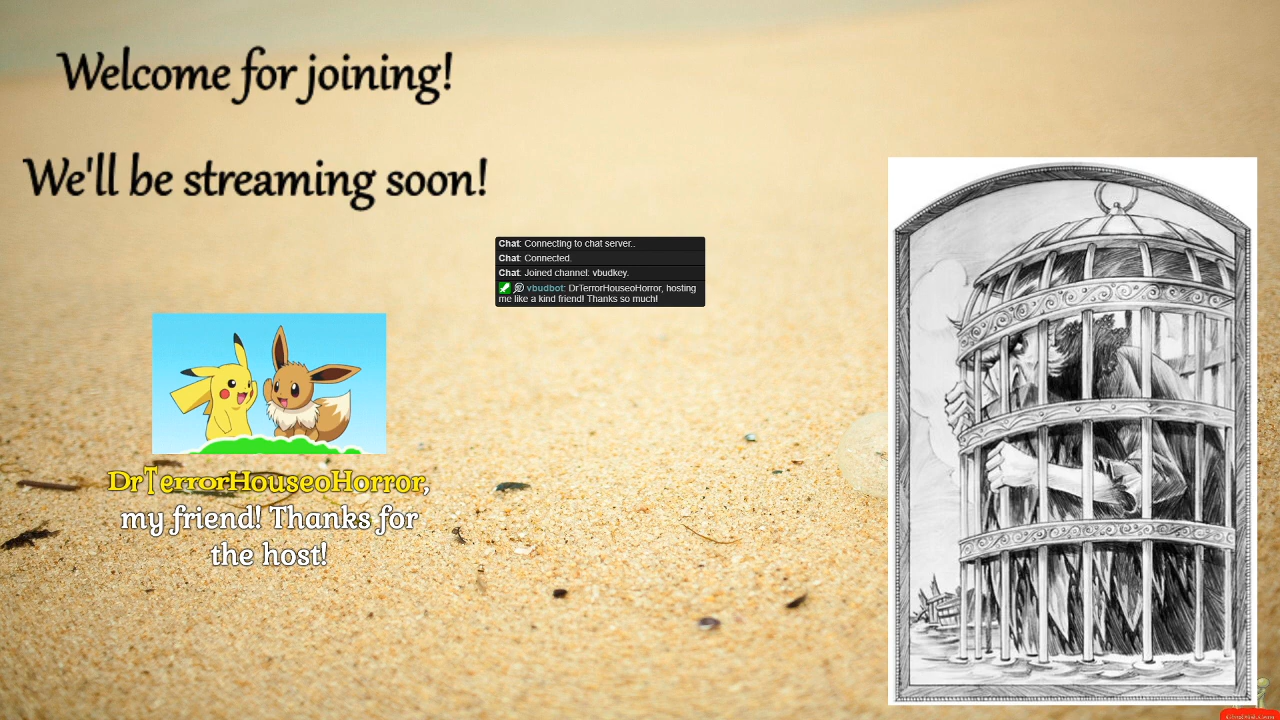 Welcome for joining!
We'll be streaming soon!
Chat: Connecting to chat server..
Chat: Connected.
Chat: Joined channel: vbudkey.
vbudbot: DrTerrorHouseoHorror, hosting
me like a kind friend! Thanks so much!
DrTerrorHouseoHorror,
my friend! Thanks for
the host!